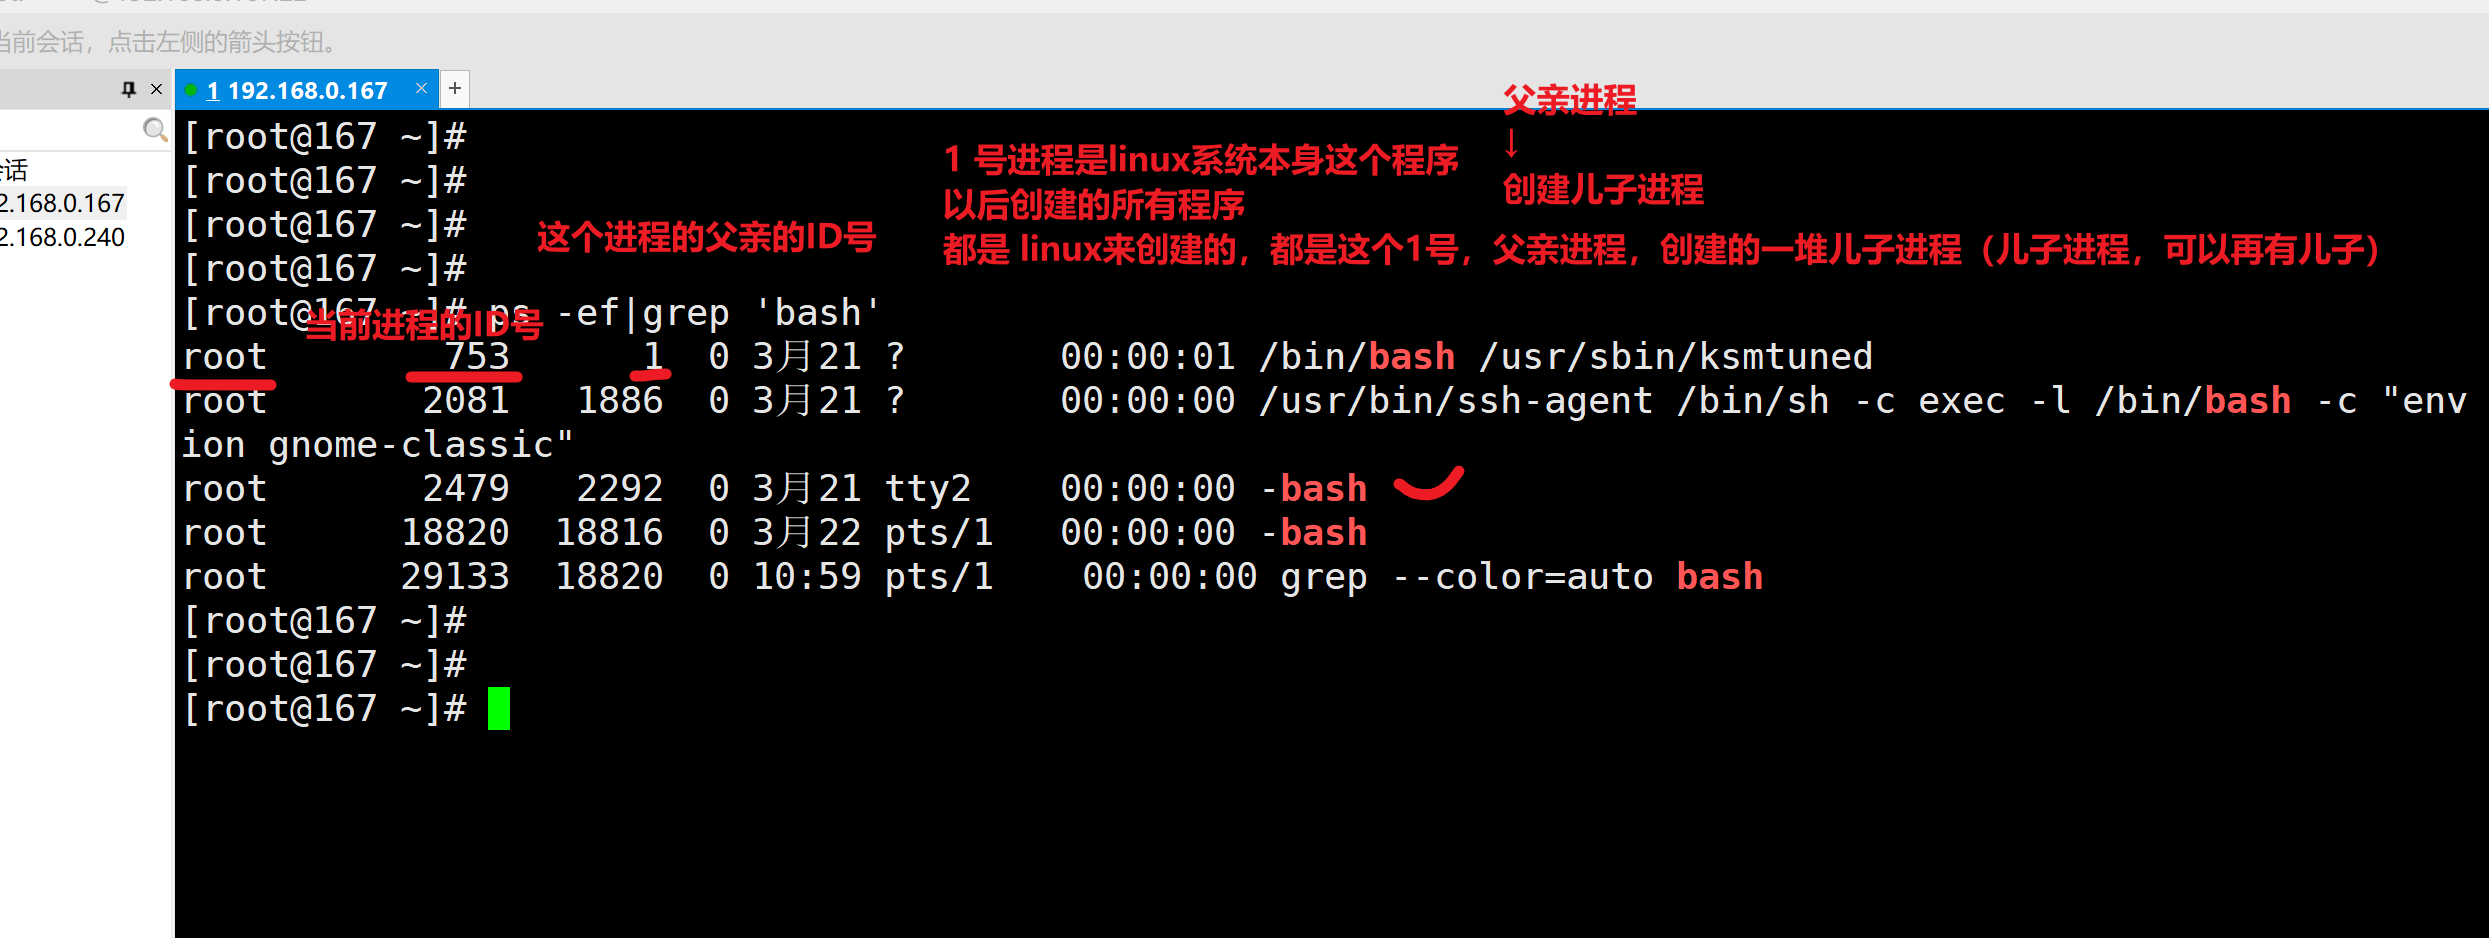 当前会话，点击左侧的箭头按钮。
1 192.168.0.167 × +
会话
2.168.0.167
2.168.0.240
父亲进程
↓
创建儿子进程
1 号进程是linux系统本身这个程序
以后创建的所有程序
都是 linux来创建的，都是这个1号，父亲进程，创建的一堆儿子进程（儿子进程，可以再有儿子）
这个进程的父亲的ID号
当前进程的ID号
[root@167 ~]#
[root@167 ~]#
[root@167 ~]#
[root@167 ~]#
[root@167 ~]# ps -ef|grep 'bash'
root 753 1 0 3月21 ? 00:00:01 /bin/bash /usr/sbin/ksmtuned
root 2081 1886 0 3月21 ? 00:00:00 /usr/bin/ssh-agent /bin/sh -c exec -l /bin/bash -c "env
ion gnome-classic"
root 2479 2292 0 3月21 tty2 00:00:00 -bash
root 18820 18816 0 3月22 pts/1 00:00:00 -bash
root 29133 18820 0 10:59 pts/1 00:00:00 grep --color=auto bash
[root@167 ~]#
[root@167 ~]#
[root@167 ~]#